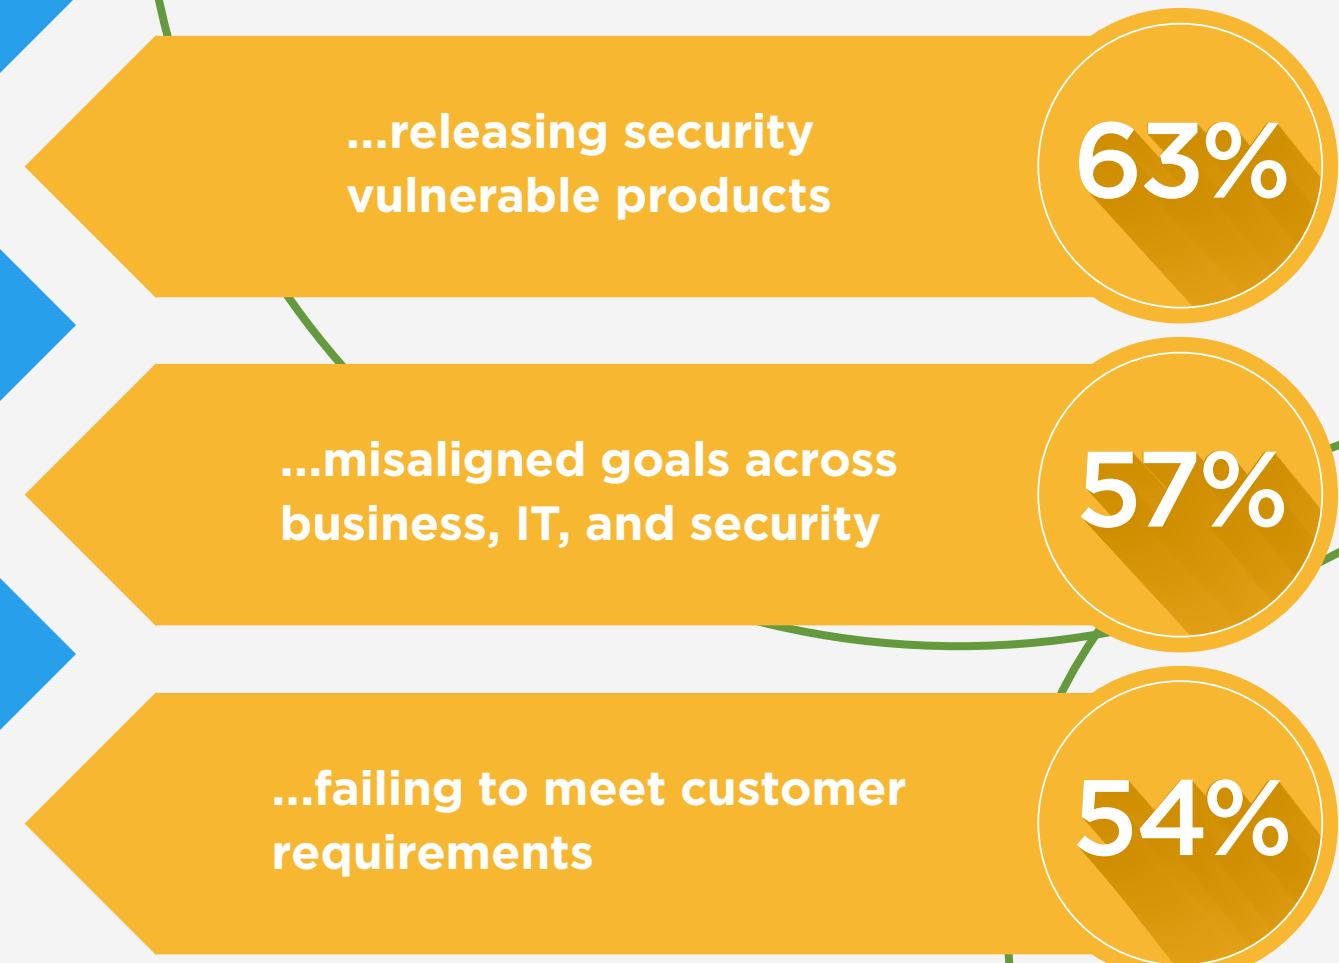 ...releasing security
vulnerable products
63%
...misaligned goals across
business, IT, and security
57%
...failing to meet customer
requirements
54%